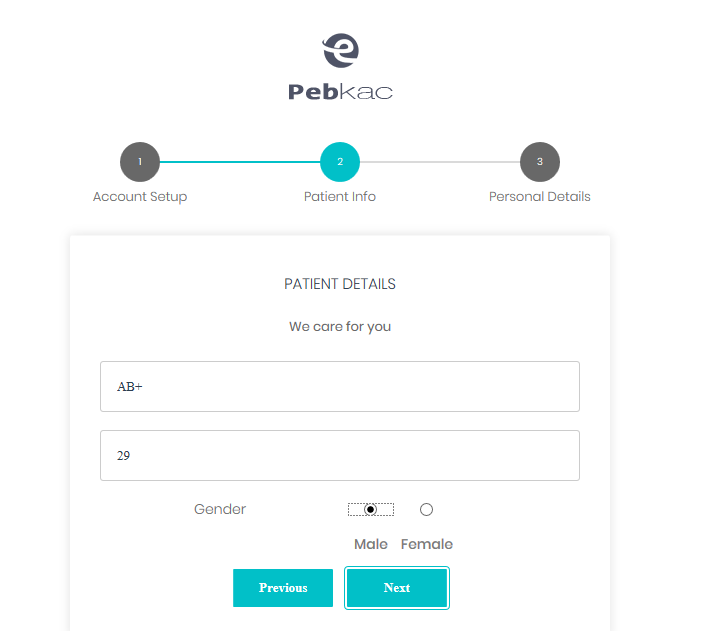 Pebkac
1 2 3
Account Setup Patient Info Personal Details
PATIENT DETAILS
We care for you
AB+
29
Gender
Male Female
Previous Next